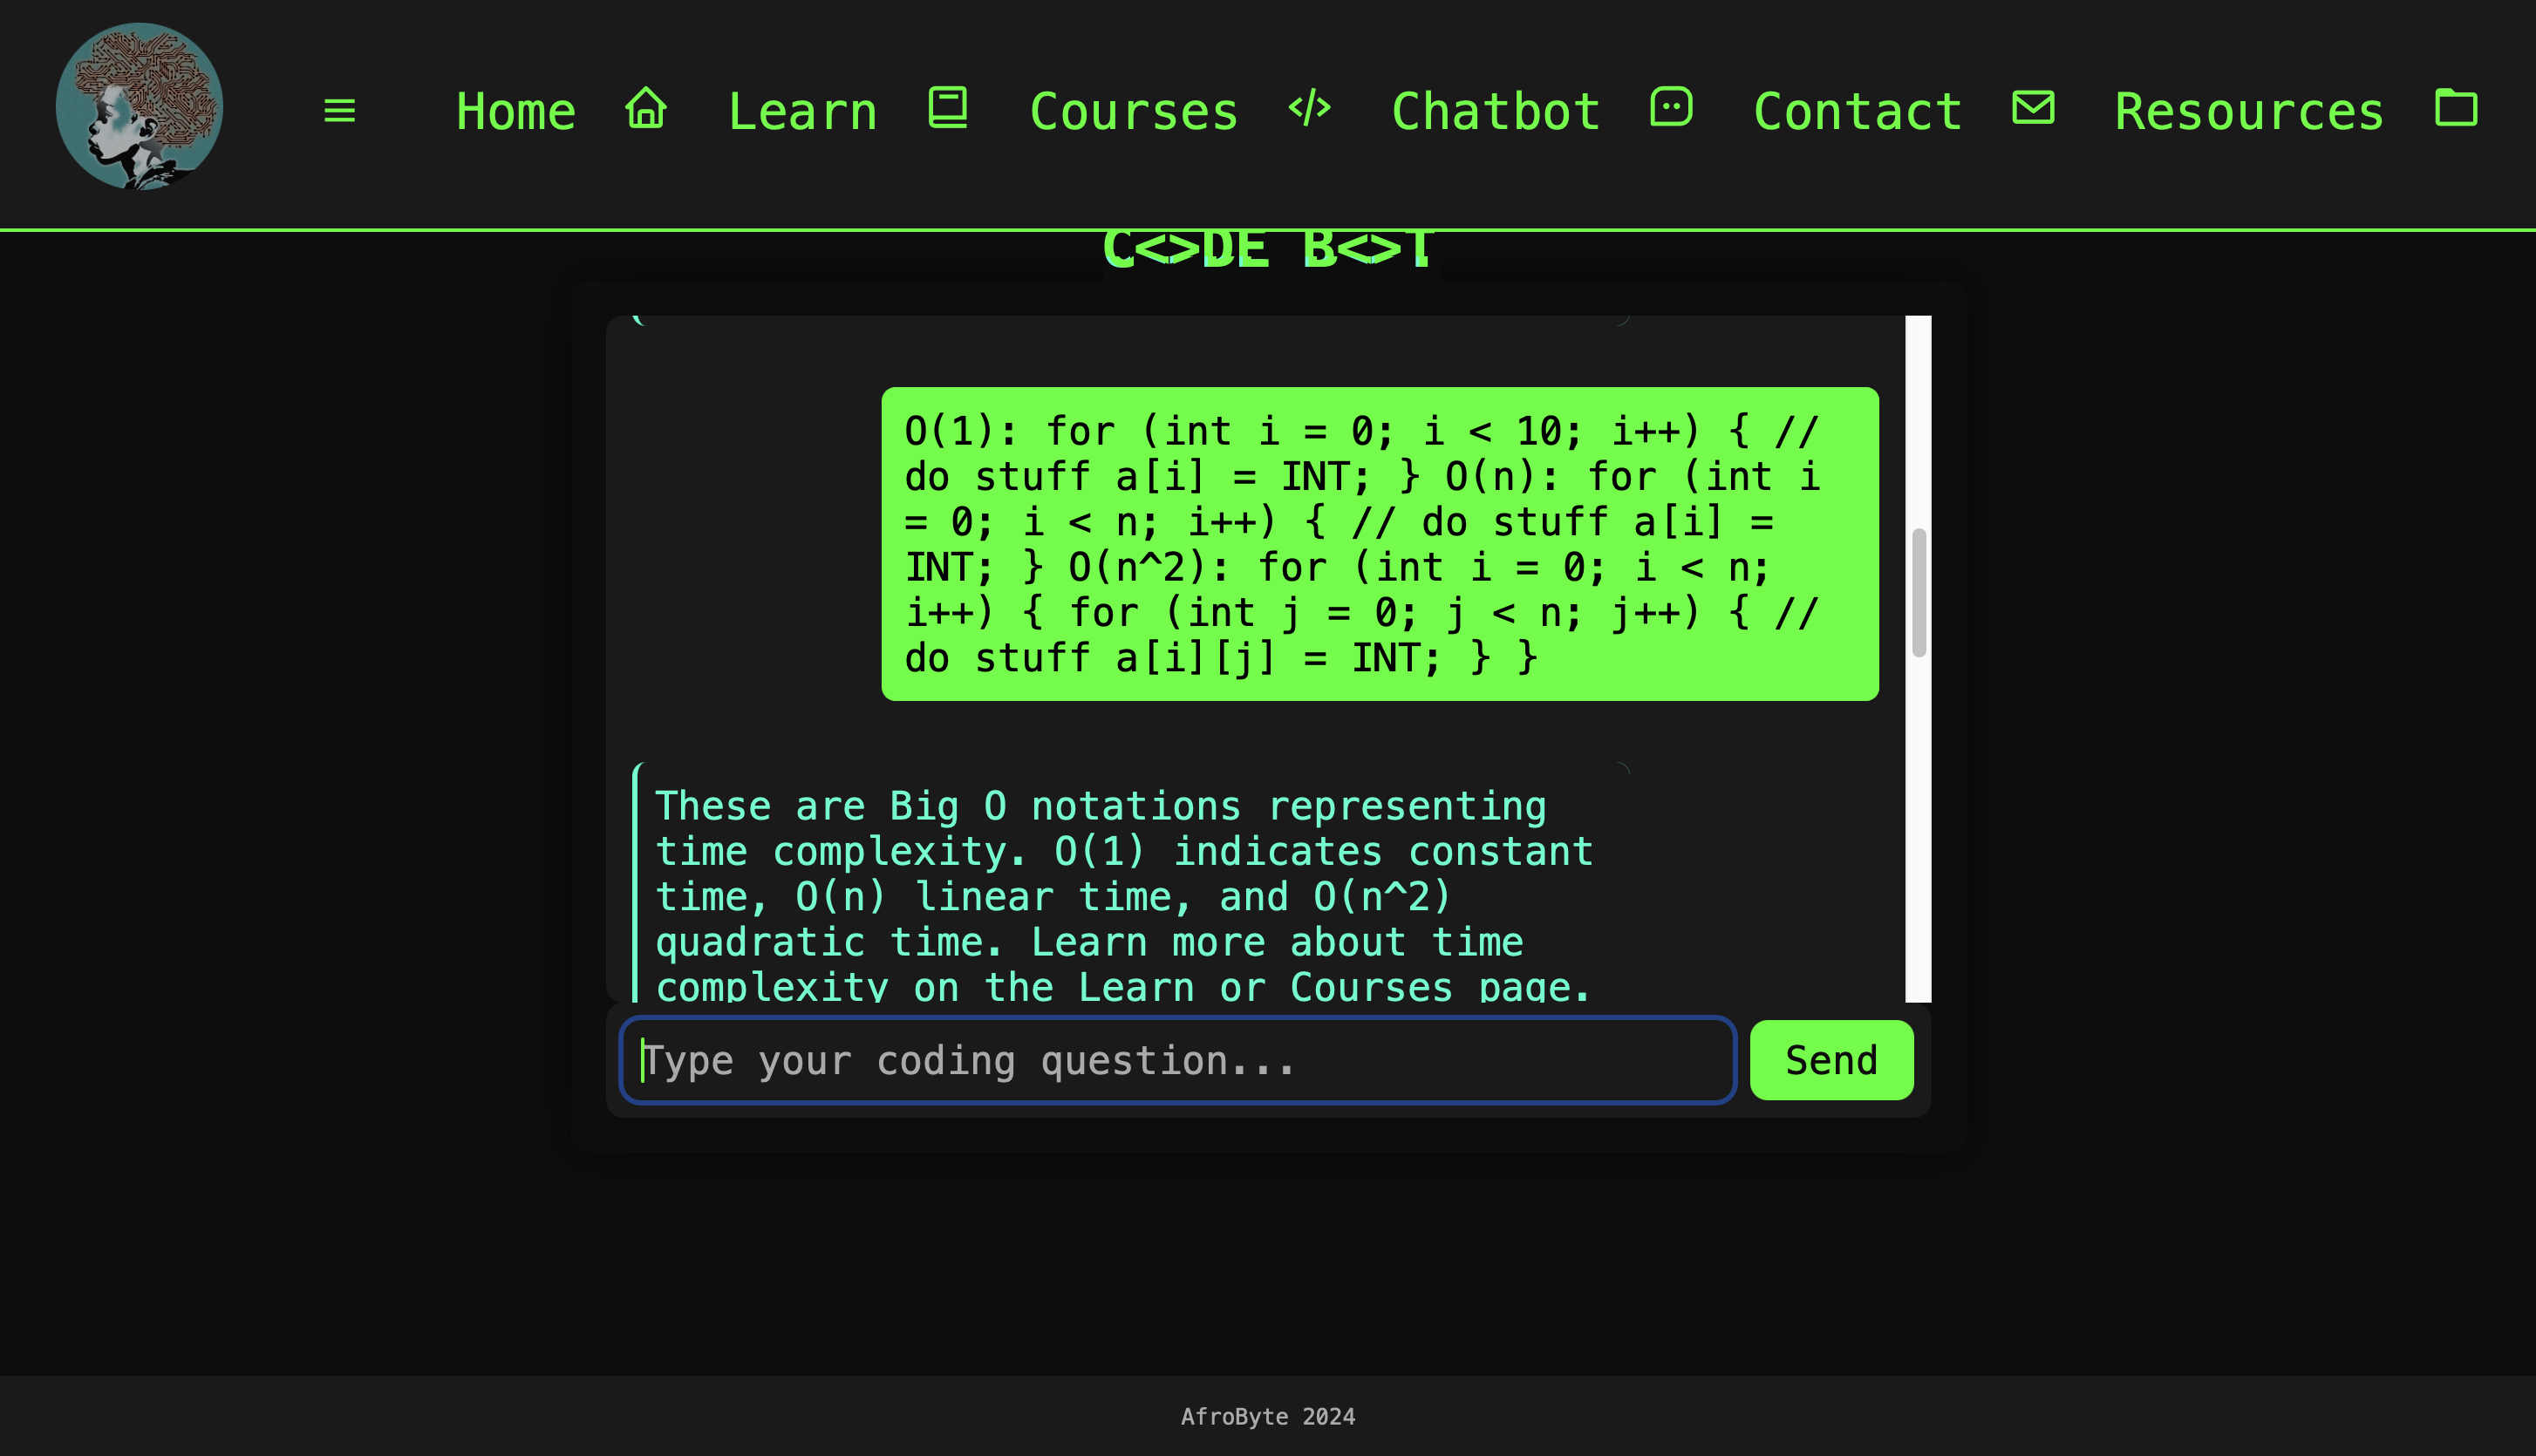 Home Learn Courses </> Chatbot Contact Resources
C<>DE B<>T
O(1): for (int i = 0; i < 10; i++) { //
do stuff a[i] = INT; } O(n): for (int i
= 0; i < n; i++) { // do stuff a[i] =
INT; } O(n^2): for (int i = 0; i < n;
i++) { for (int j = 0; j < n; j++) { //
do stuff a[i][j] = INT; } }
These are Big O notations representing
time complexity. O(1) indicates constant
time, O(n) linear time, and O(n^2)
quadratic time. Learn more about time
complexity on the Learn or Courses page.
Type your coding question...
Send
AfroByte 2024